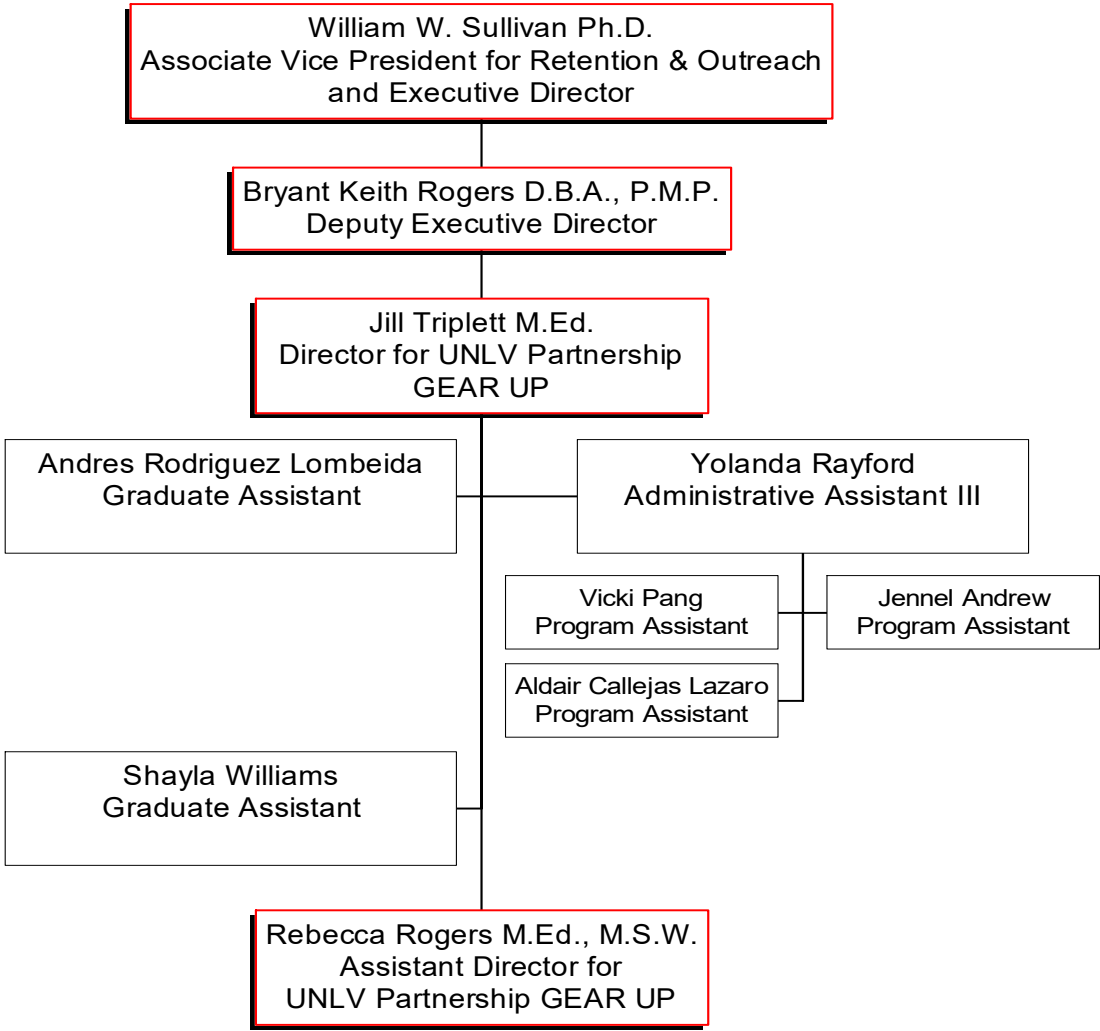 William W. Sullivan Ph.D.
Associate Vice President for Retention & Outreach
and Executive Director
Bryant Keith Rogers D.B.A., P.M.P.
Deputy Executive Director
Jill Triplett M.Ed.
Director for UNLV Partnership
GEAR UP
Andres Rodriguez Lombeida
Graduate Assistant
Yolanda Rayford
Administrative Assistant III
Vicki Pang
Program Assistant
Jennel Andrew
Program Assistant
Aldair Callejas Lazaro
Program Assistant
Shayla Williams
Graduate Assistant
Rebecca Rogers M.Ed., M.S.W.
Assistant Director for
UNLV Partnership GEAR UP